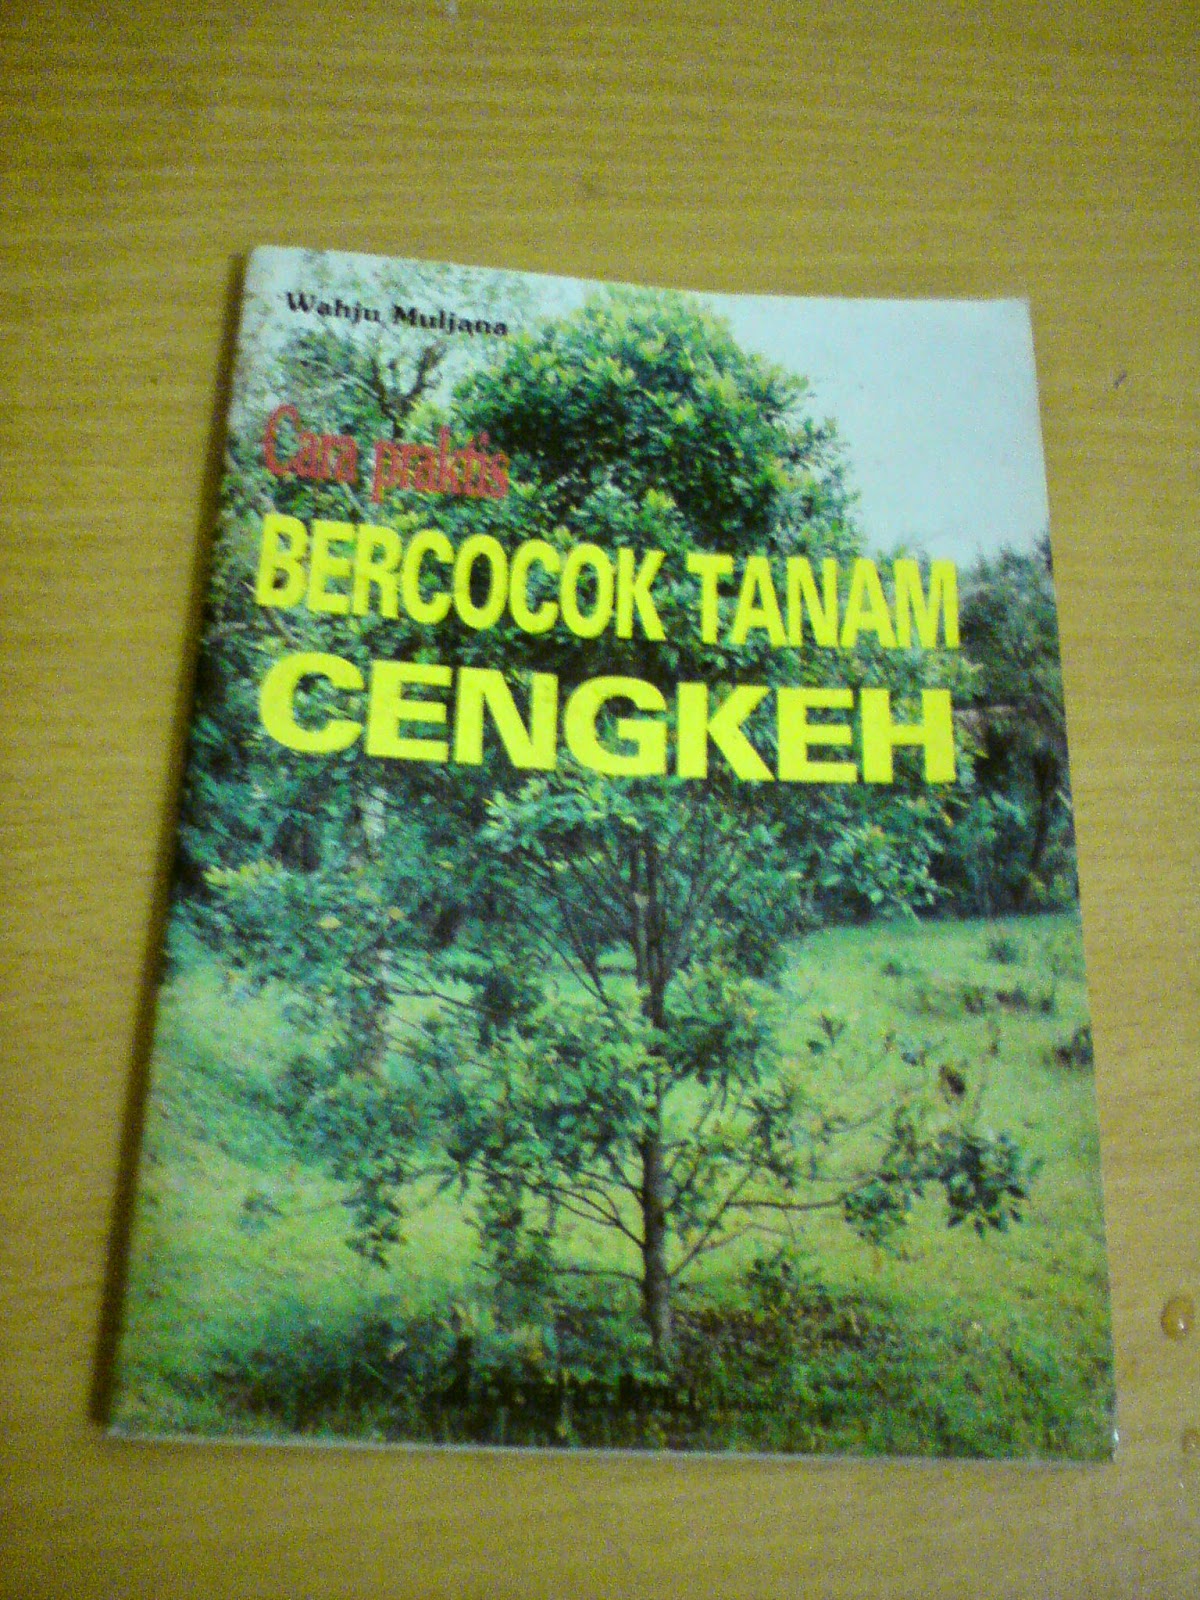 Wahju Muljana
Cara praktis
BERCOCOK TANAM
CENGKEH